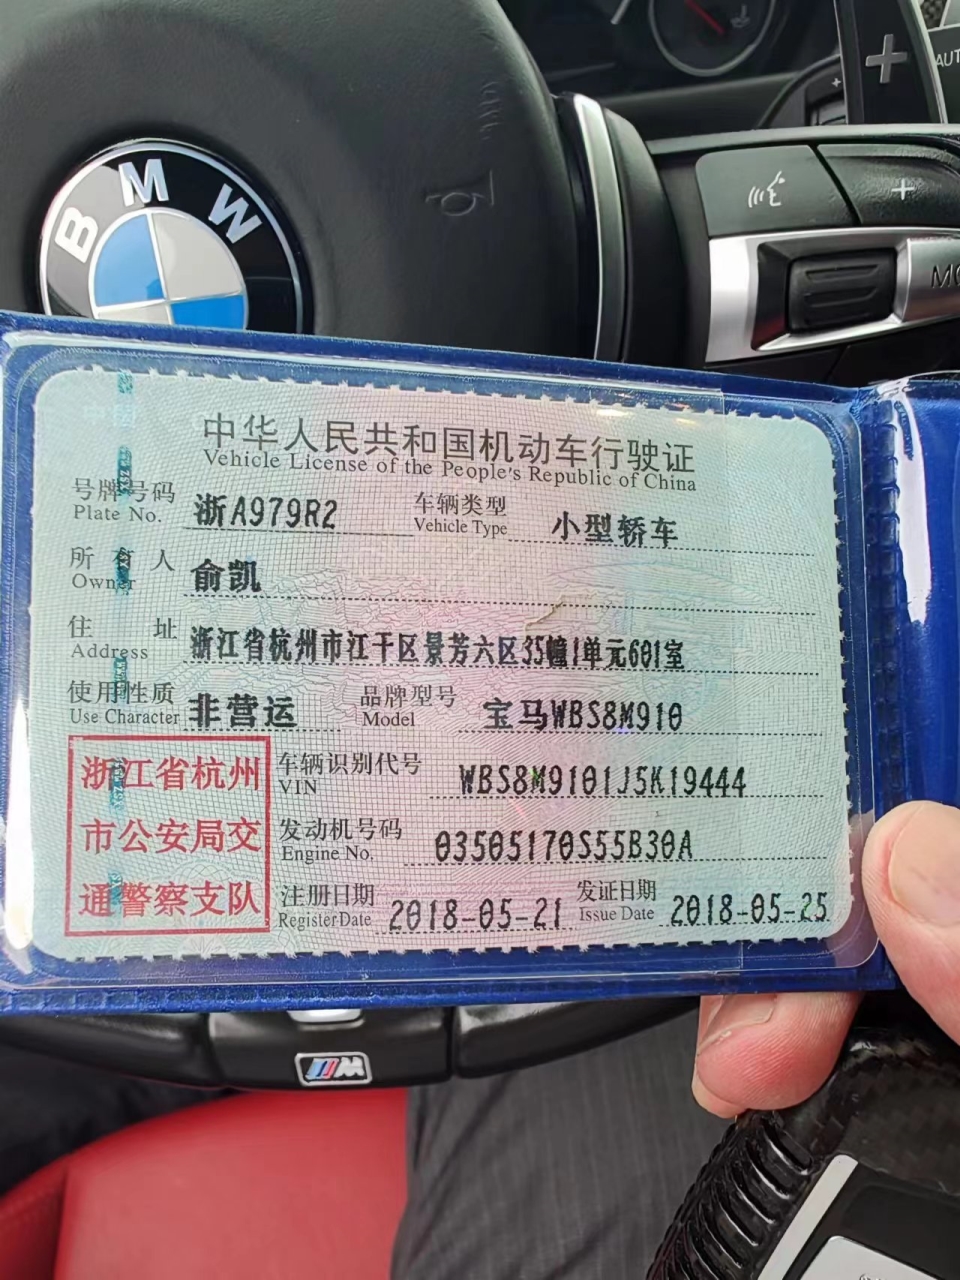 BMW
+
AUT
+
MO
中华人民共和国机动车行驶证
Vehicle License of the People's Republic of China
号牌号码 浙A979R2 车辆类型 小型轿车
Plate No. Vehicle Type
所有人 俞凯
Owner
住址 浙江省杭州市江干区景芳六区35幢1单元601室
Address
使用性质 非营运 品牌型号 宝马WBS8M910
Use Character Model
浙江省杭州
市公安局交
通警察支队
车辆识别代号 WBS8M9101J5K19444
VIN
发动机号码 03505170S55B30A
Engine No.
注册日期 2018-05-21 发证日期 2018-05-25
Register Date Issue Date
M